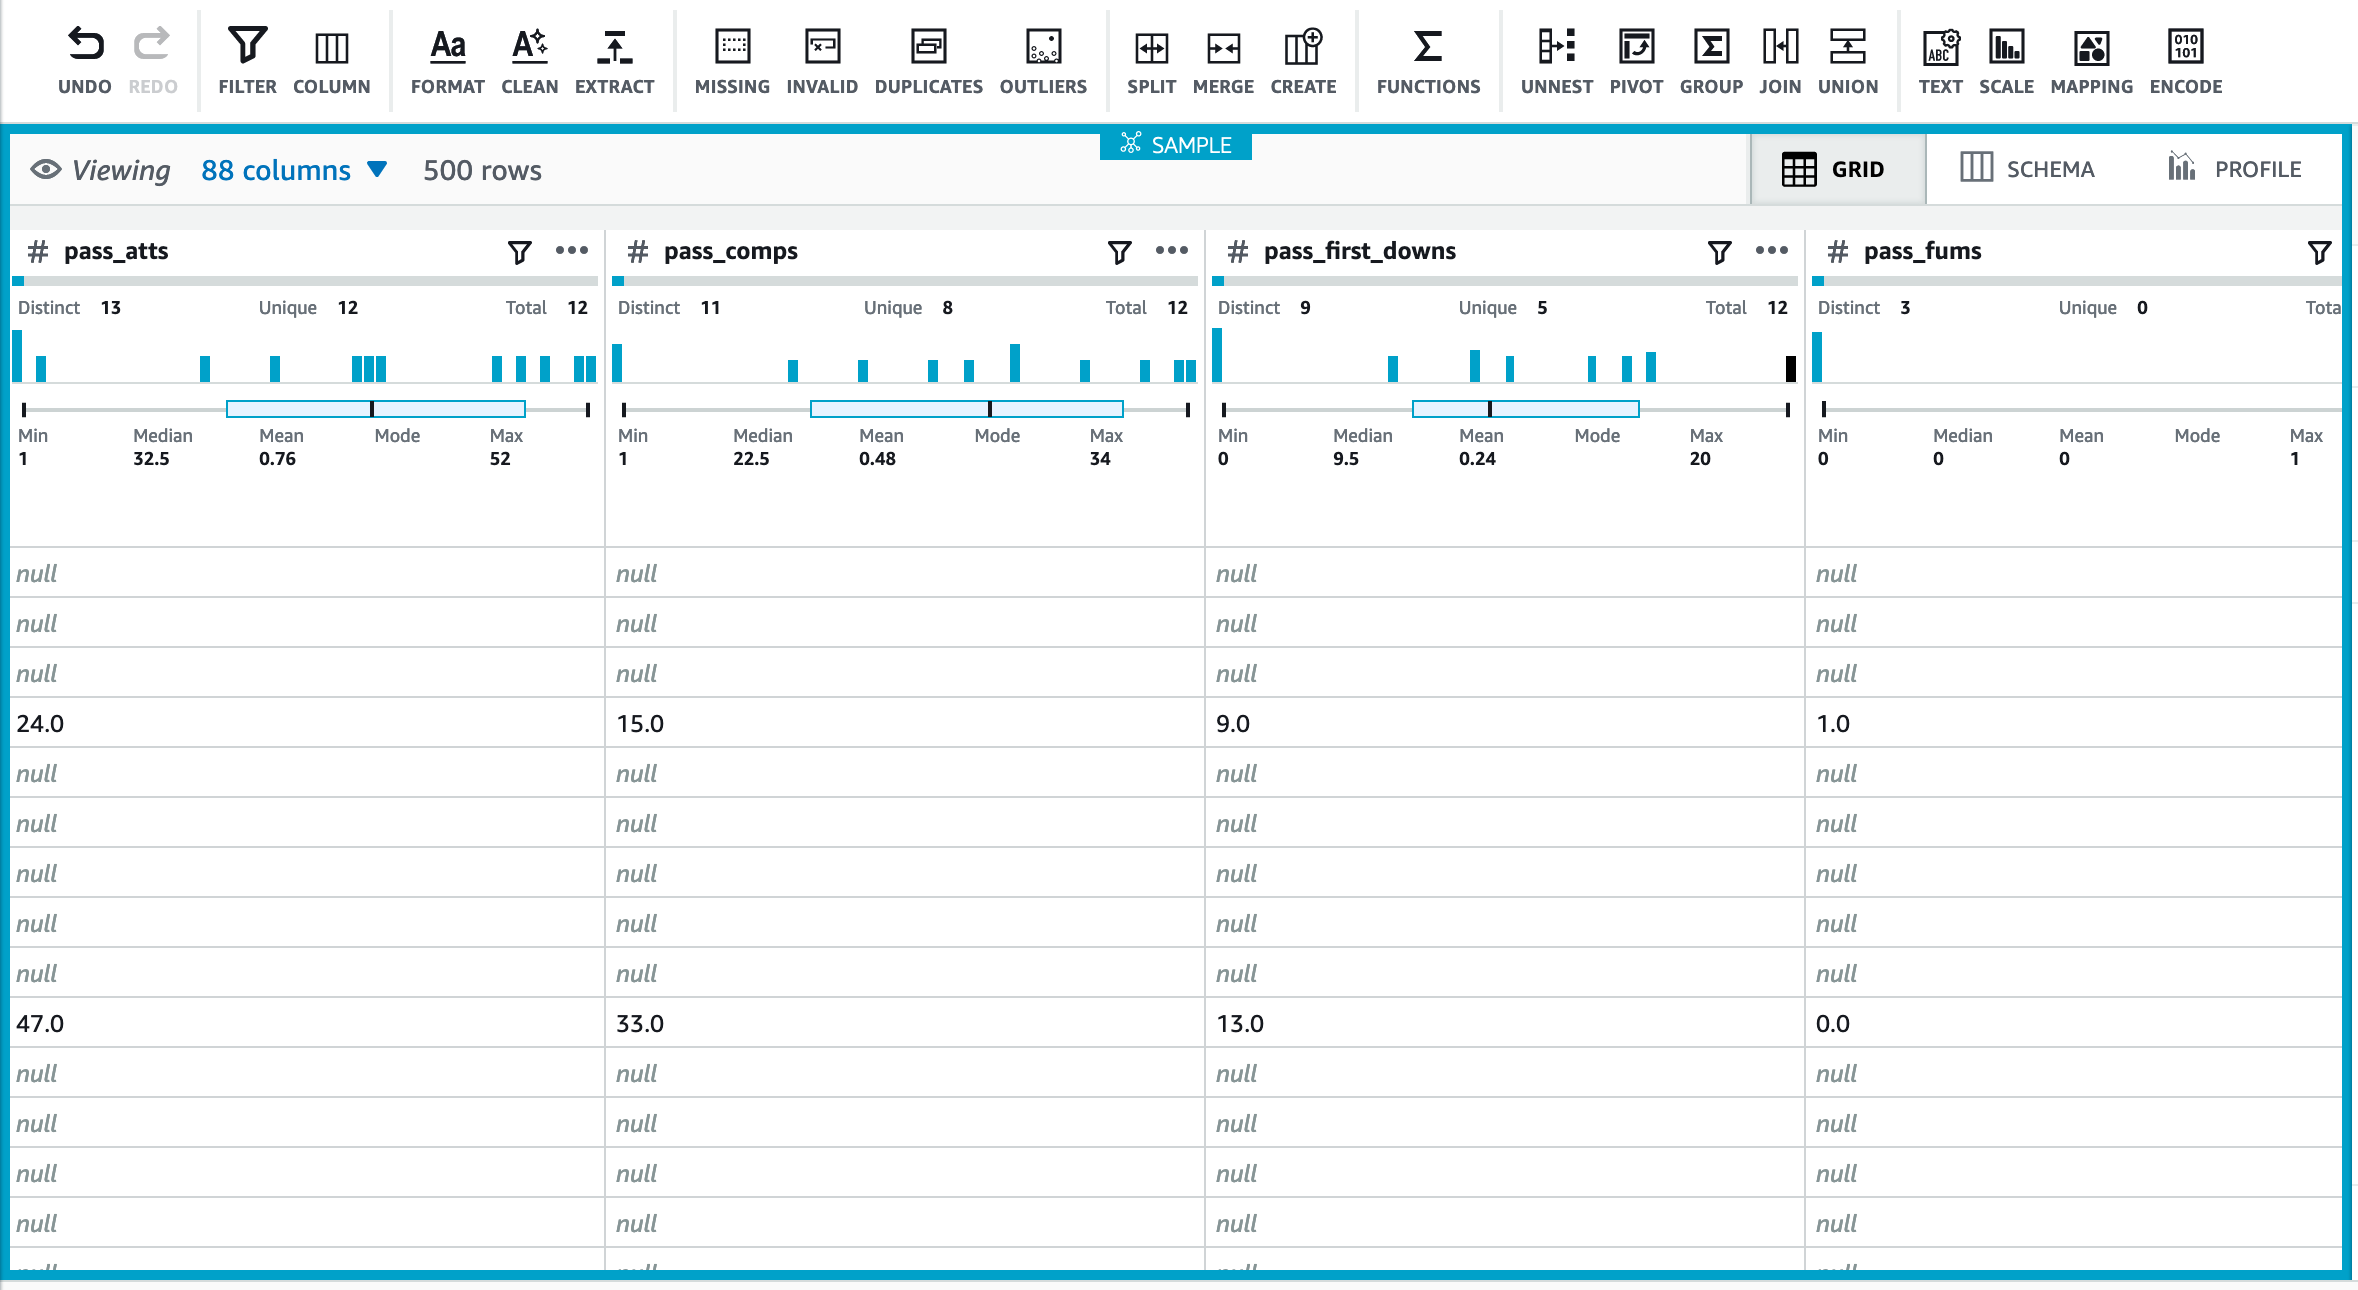 UNDO REDO FILTER COLUMN FORMAT CLEAN EXTRACT MISSING INVALID DUPLICATES OUTLIERS SPLIT MERGE CREATE FUNCTIONS UNNEST PIVOT GROUP JOIN UNION TEXT SCALE MAPPING ENCODE
SAMPLE
Viewing 88 columns 500 rows GRID SCHEMA PROFILE
# pass_atts # pass_comps # pass_first_downs # pass_fums
Distinct 13 Unique 12 Total 12 Distinct 11 Unique 8 Total 12 Distinct 9 Unique 5 Total 12 Distinct 3 Unique 0 Tota
Min Median Mean Mode Max Min Median Mean Mode Max Min Median Mean Mode Max Min Median Mean Mode Max
1 32.5 0.76 52 1 22.5 0.48 34 0 9.5 0.24 20 0 0 0 1
null null null null
null null null null
null null null null
24.0 15.0 9.0 1.0
null null null null
null null null null
null null null null
null null null null
null null null null
47.0 33.0 13.0 0.0
null null null null
null null null null
null null null null
null null null null